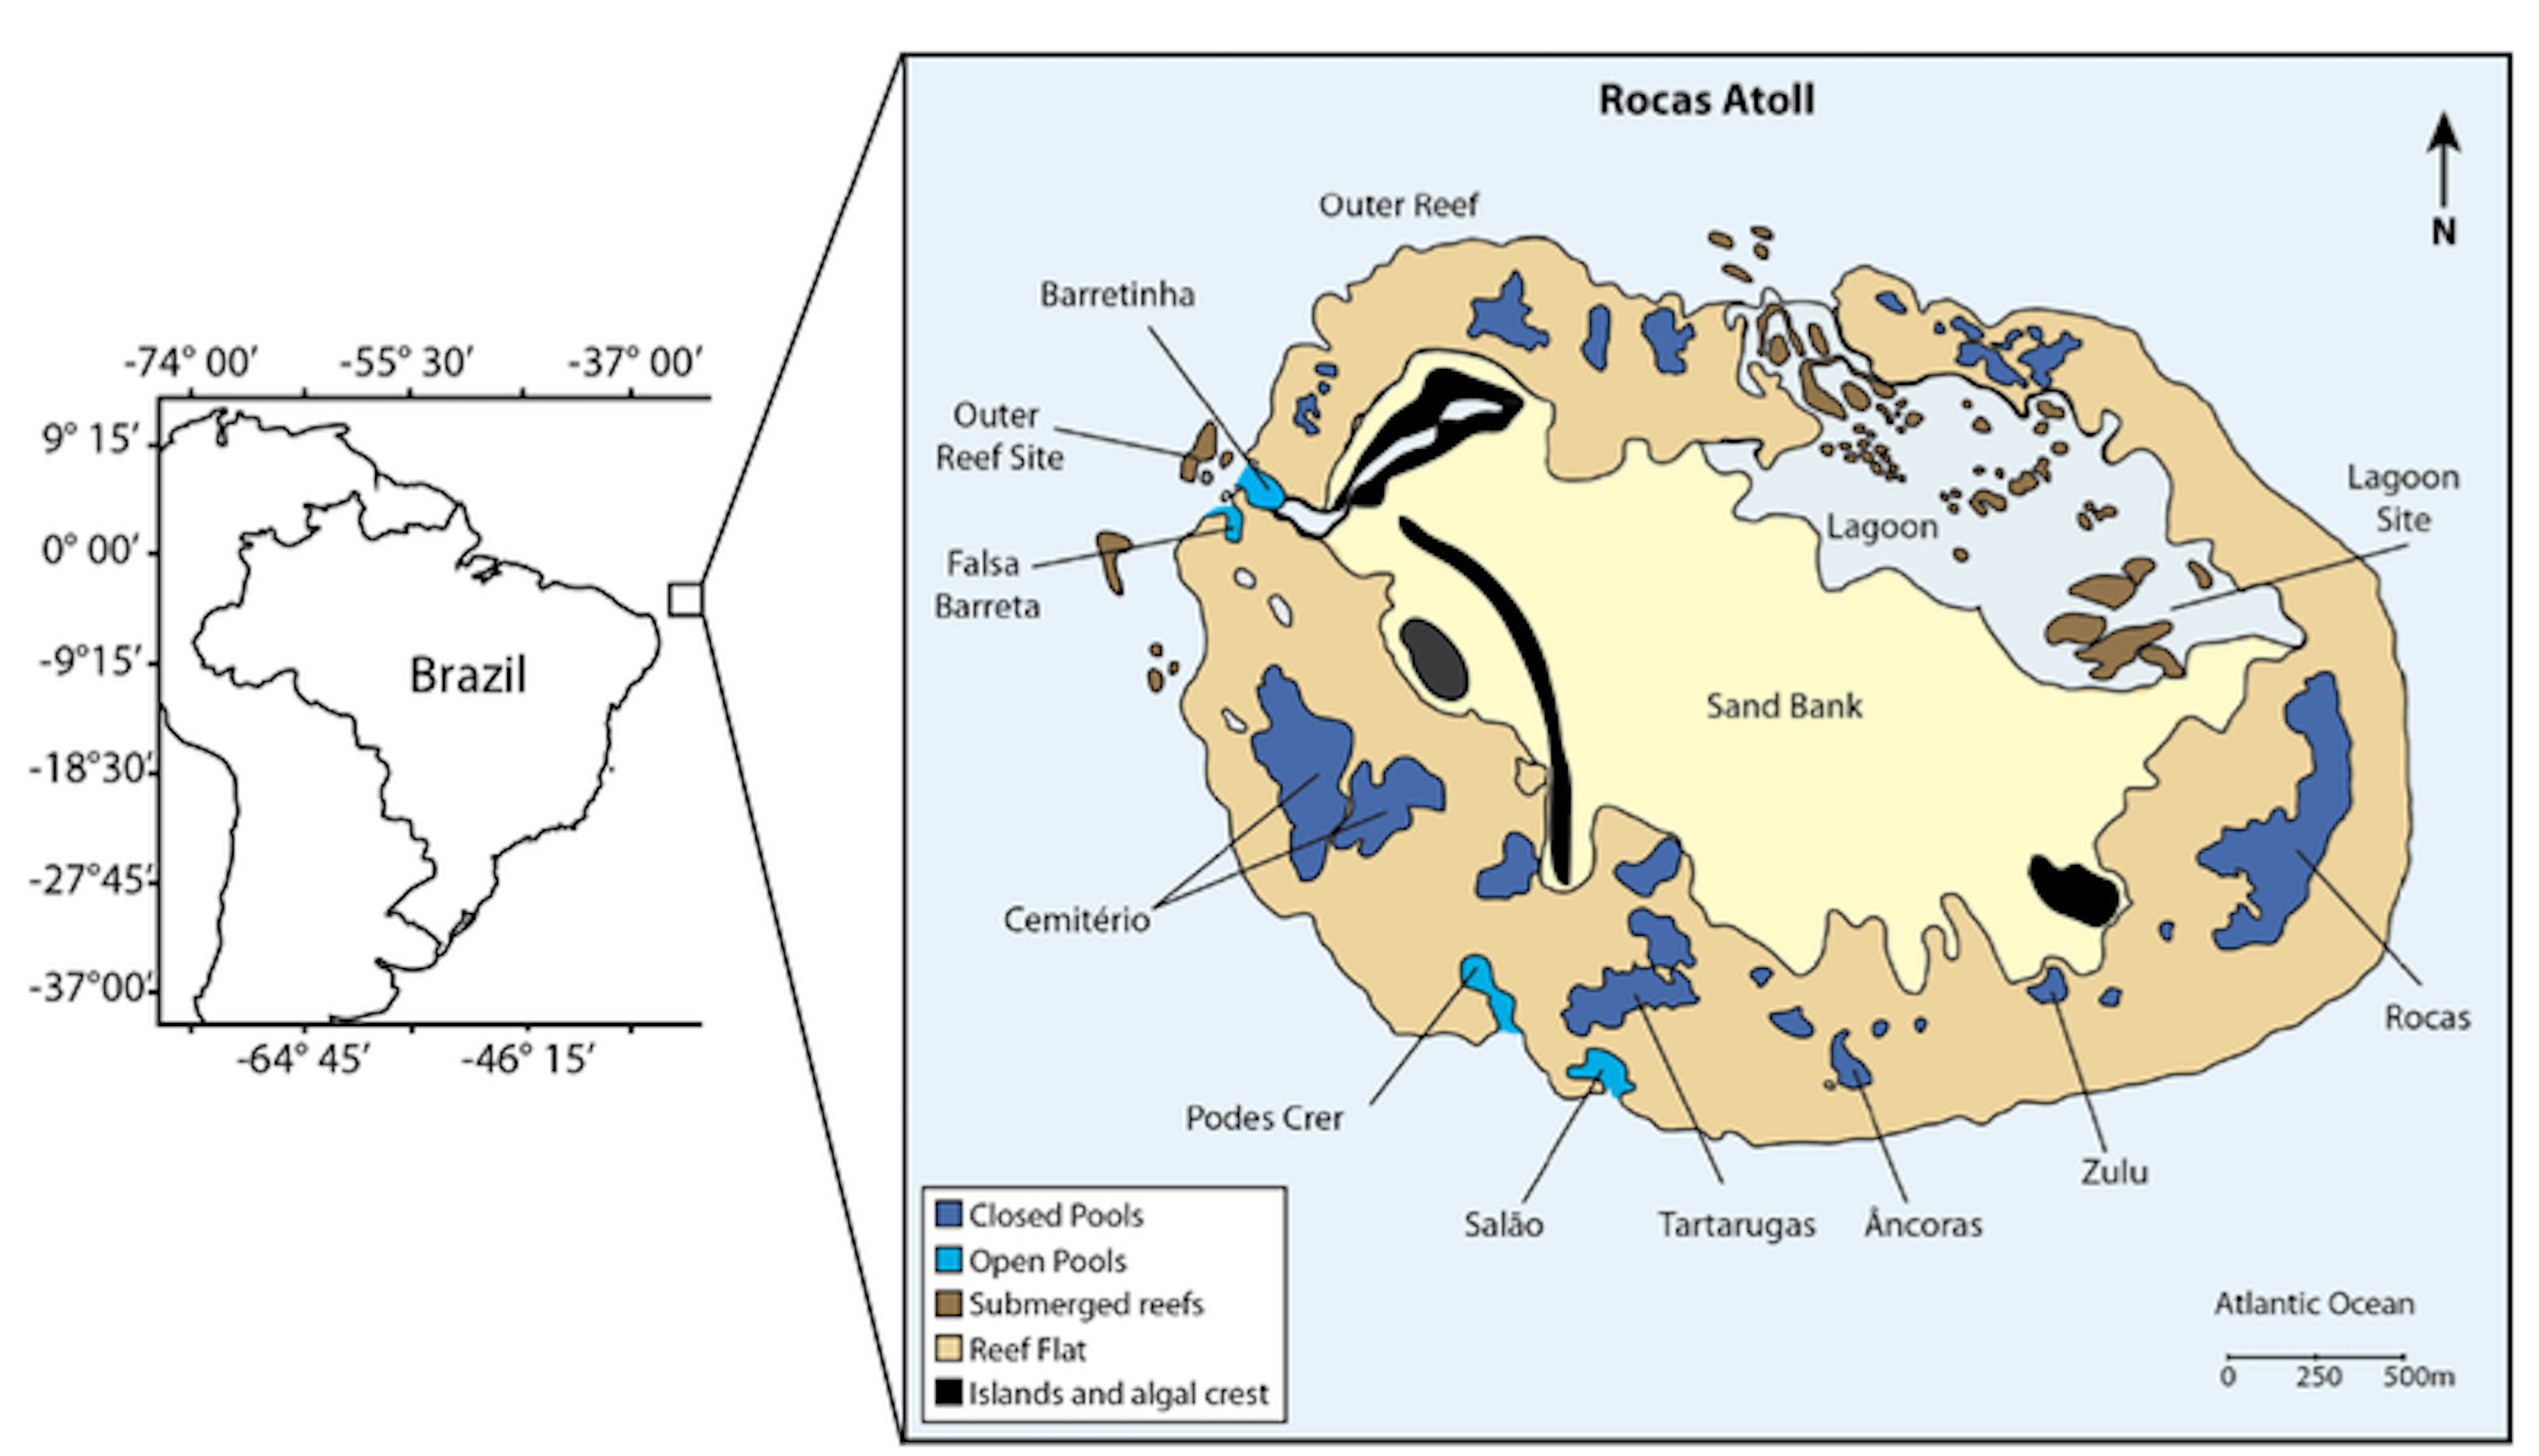 -74° 00′
-55° 30′
-37° 00′
9° 15′
0° 00′
-9°15′
-18°30′
-27°45′
-37°00′
-64° 45′
-46° 15′
Brazil
Rocas Atoll
N
Outer Reef
Barretinha
Outer
Reef Site
Falsa
Barreta
Lagoon
Lagoon
Site
Sand Bank
Cemitério
Podes Crer
Salão
Tartarugas
Âncoras
Zulu
Rocas
Closed Pools
Open Pools
Submerged reefs
Reef Flat
Islands and algal crest
Atlantic Ocean
0 250 500m